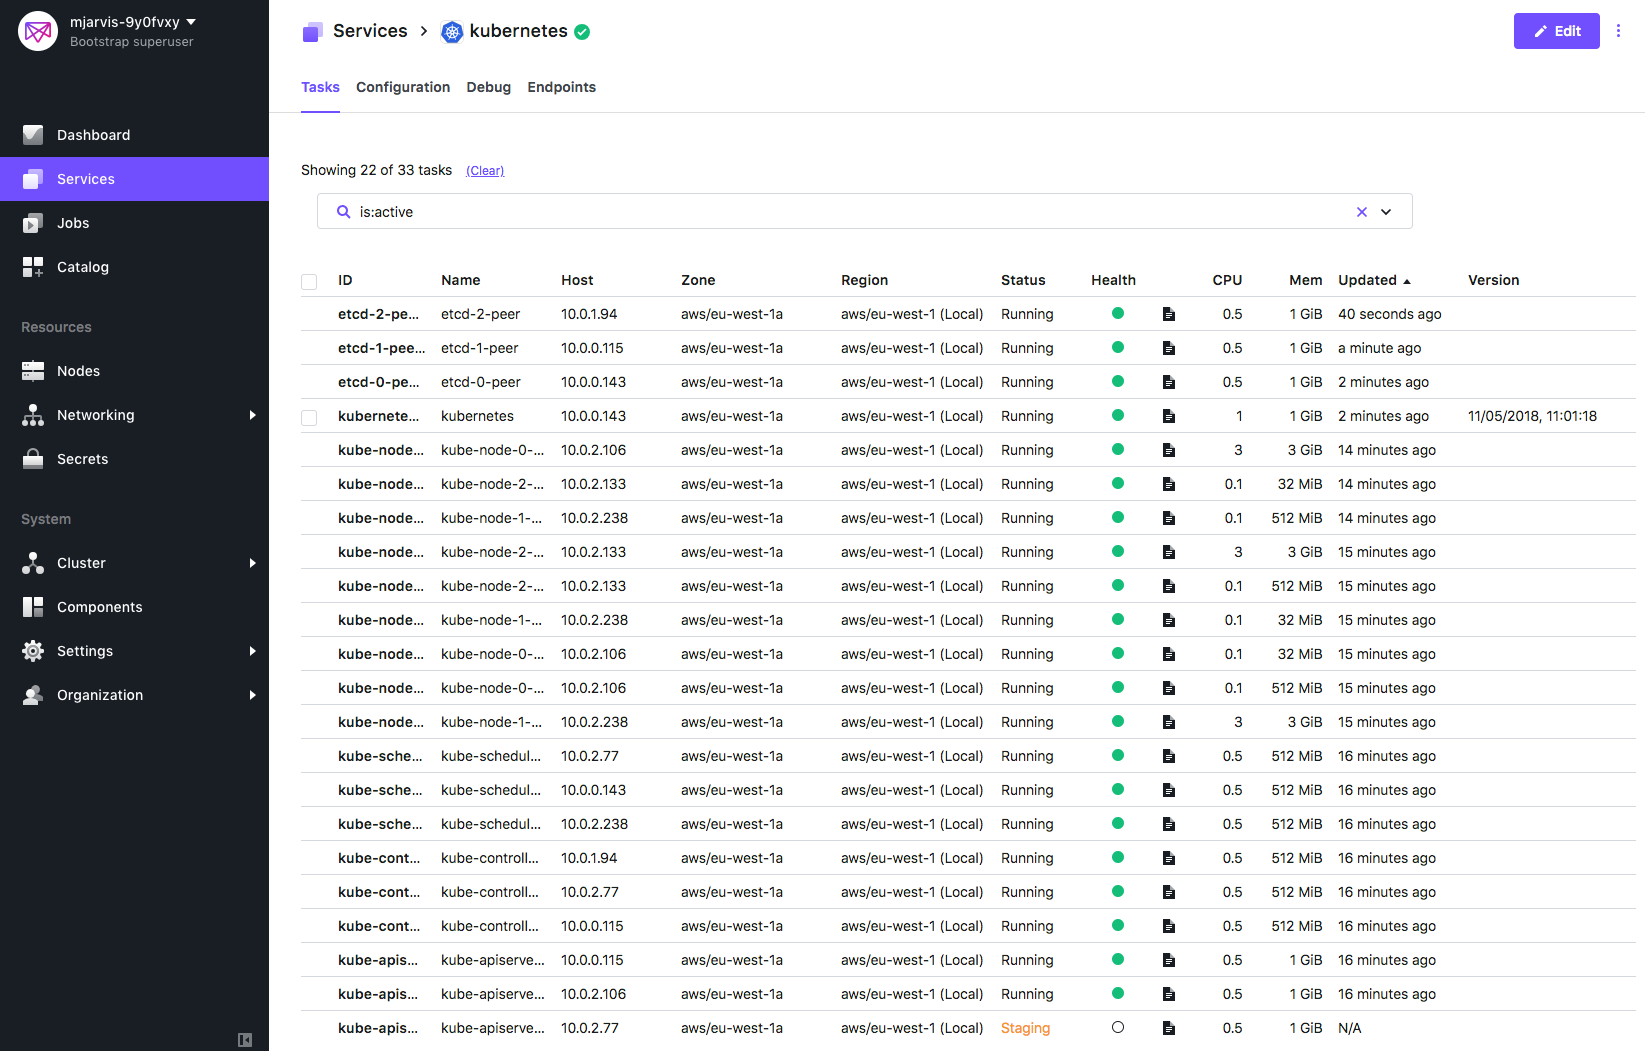 mjarvis-9y0fvxy
Bootstrap superuser
Dashboard
Services
Jobs
Catalog
Resources
Nodes
Networking
Secrets
System
Cluster
Components
Settings
Organization
Services > kubernetes
Edit
Tasks Configuration Debug Endpoints
Showing 22 of 33 tasks (Clear)
is:active
ID Name Host Zone Region Status Health CPU Mem Updated Version
etcd-2-pe... etcd-2-peer 10.0.1.94 aws/eu-west-1a aws/eu-west-1 (Local) Running 0.5 1 GiB 40 seconds ago
etcd-1-pee... etcd-1-peer 10.0.0.115 aws/eu-west-1a aws/eu-west-1 (Local) Running 0.5 1 GiB a minute ago
etcd-0-pe... etcd-0-peer 10.0.0.143 aws/eu-west-1a aws/eu-west-1 (Local) Running 0.5 1 GiB 2 minutes ago
kubernete... kubernetes 10.0.0.143 aws/eu-west-1a aws/eu-west-1 (Local) Running 1 1 GiB 2 minutes ago 11/05/2018, 11:01:18
kube-node... kube-node-0-... 10.0.2.106 aws/eu-west-1a aws/eu-west-1 (Local) Running 3 3 GiB 14 minutes ago
kube-node... kube-node-2-... 10.0.2.133 aws/eu-west-1a aws/eu-west-1 (Local) Running 0.1 32 MiB 14 minutes ago
kube-node... kube-node-1-... 10.0.2.238 aws/eu-west-1a aws/eu-west-1 (Local) Running 0.1 512 MiB 14 minutes ago
kube-node... kube-node-2-... 10.0.2.133 aws/eu-west-1a aws/eu-west-1 (Local) Running 3 3 GiB 15 minutes ago
kube-node... kube-node-2-... 10.0.2.133 aws/eu-west-1a aws/eu-west-1 (Local) Running 0.1 512 MiB 15 minutes ago
kube-node... kube-node-1-... 10.0.2.238 aws/eu-west-1a aws/eu-west-1 (Local) Running 0.1 32 MiB 15 minutes ago
kube-node... kube-node-0-... 10.0.2.106 aws/eu-west-1a aws/eu-west-1 (Local) Running 0.1 32 MiB 15 minutes ago
kube-node... kube-node-0-... 10.0.2.106 aws/eu-west-1a aws/eu-west-1 (Local) Running 0.1 512 MiB 15 minutes ago
kube-node... kube-node-1-... 10.0.2.238 aws/eu-west-1a aws/eu-west-1 (Local) Running 3 3 GiB 15 minutes ago
kube-sche... kube-schedul... 10.0.2.77 aws/eu-west-1a aws/eu-west-1 (Local) Running 0.5 512 MiB 16 minutes ago
kube-sche... kube-schedul... 10.0.0.143 aws/eu-west-1a aws/eu-west-1 (Local) Running 0.5 512 MiB 16 minutes ago
kube-sche... kube-schedul... 10.0.2.238 aws/eu-west-1a aws/eu-west-1 (Local) Running 0.5 512 MiB 16 minutes ago
kube-cont... kube-controll... 10.0.1.94 aws/eu-west-1a aws/eu-west-1 (Local) Running 0.5 512 MiB 16 minutes ago
kube-cont... kube-controll... 10.0.2.77 aws/eu-west-1a aws/eu-west-1 (Local) Running 0.5 512 MiB 16 minutes ago
kube-cont... kube-controll... 10.0.0.115 aws/eu-west-1a aws/eu-west-1 (Local) Running 0.5 512 MiB 16 minutes ago
kube-apis... kube-apiserve... 10.0.0.115 aws/eu-west-1a aws/eu-west-1 (Local) Running 0.5 1 GiB 16 minutes ago
kube-apis... kube-apiserve... 10.0.2.106 aws/eu-west-1a aws/eu-west-1 (Local) Running 0.5 1 GiB 16 minutes ago
kube-apis... kube-apiserve... 10.0.2.77 aws/eu-west-1a aws/eu-west-1 (Local) Staging 0.5 1 GiB N/A